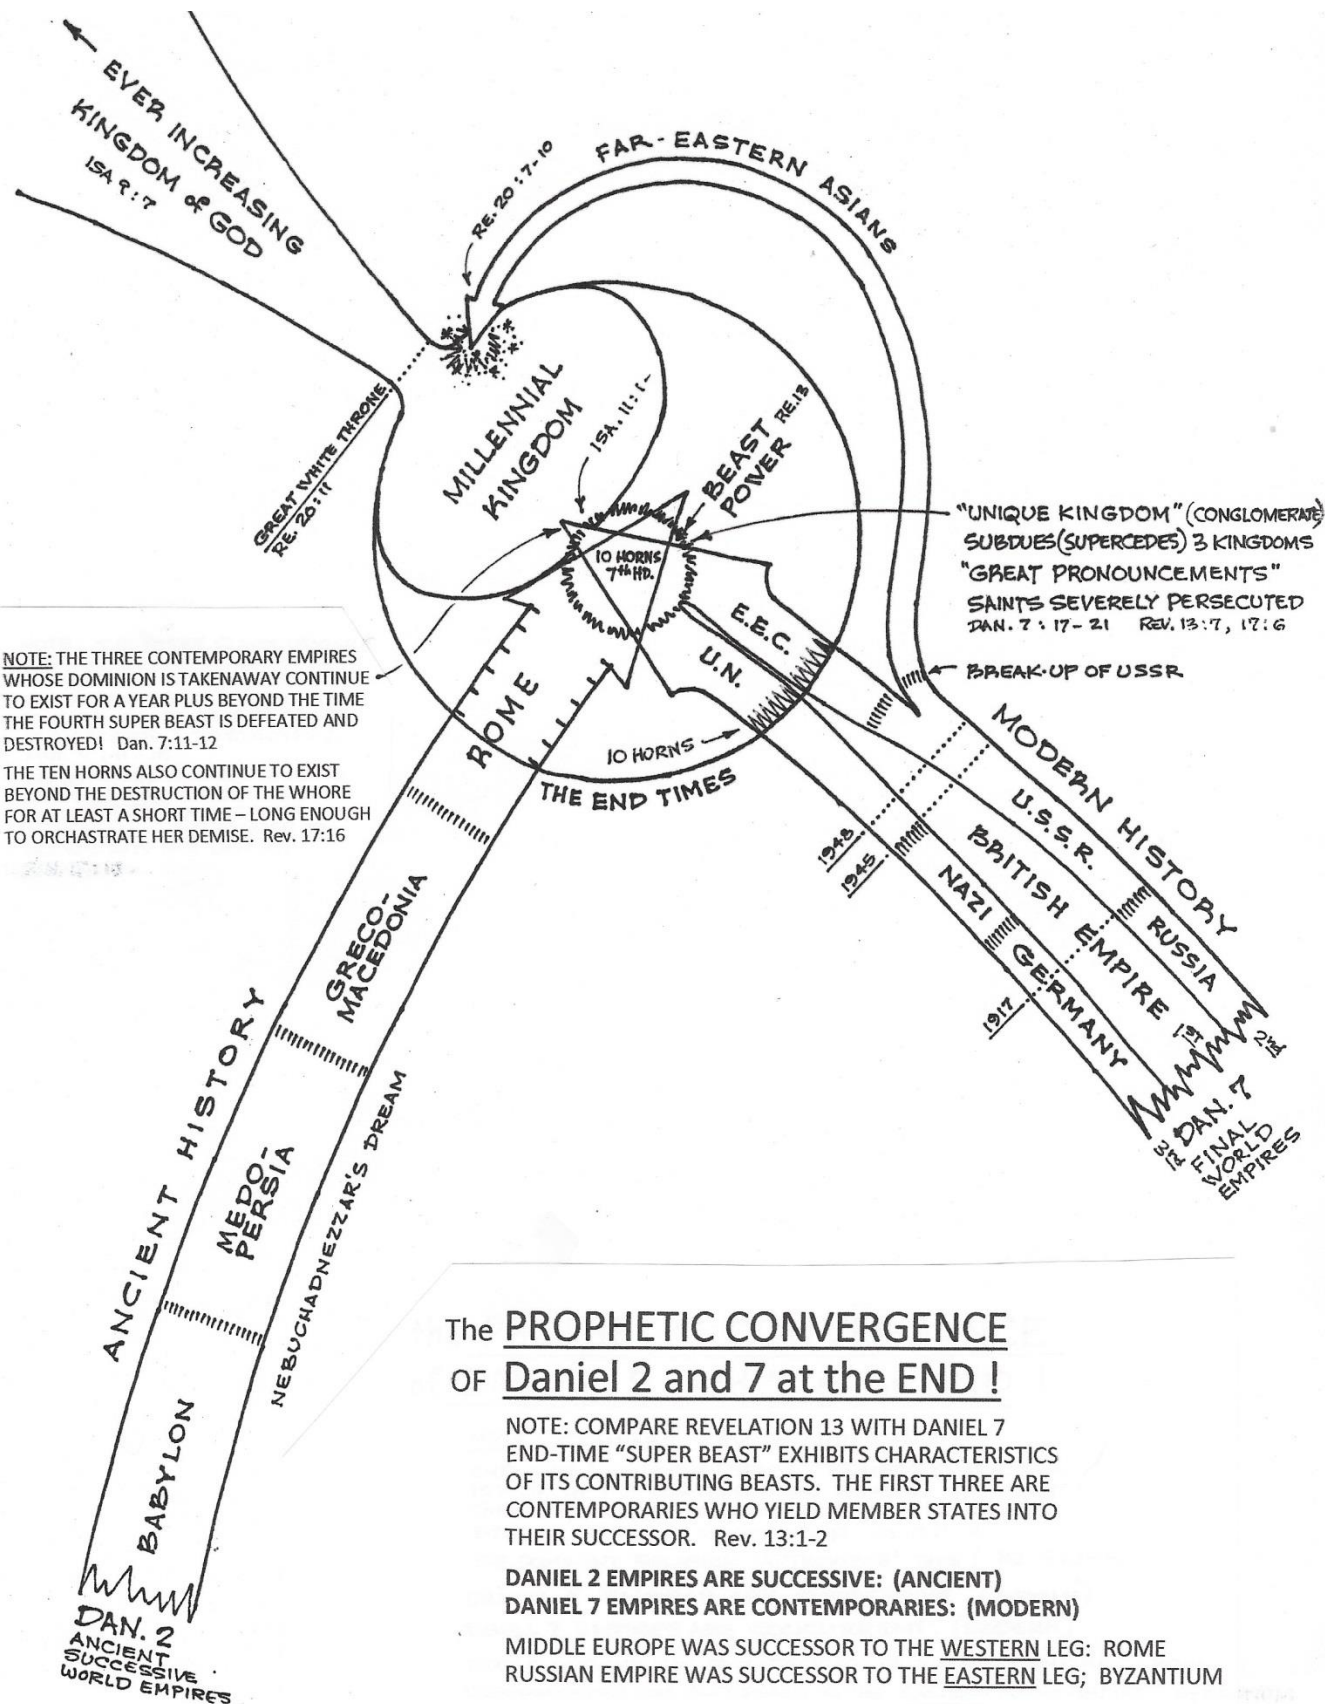 EVER INCREASING
KINGDOM of GOD
ISA 9:7
RE. 20:7-10
FAR-EASTERN ASIANS
MILLENNIAL
KINGDOM
ISA. 11:1-
BEAST RE.13
POWER
GREAT WHITE THRONE
RE. 20:11
10 HORNS
7th HD.
"UNIQUE KINGDOM" (CONGLOMERATE)
SUBDUES (SUPERCEDES) 3 KINGDOMS
"GREAT PRONOUNCEMENTS"
SAINTS SEVERELY PERSECUTED
DAN. 7:17-21 REV. 13:7, 17:6
BREAK-UP OF USSR
NOTE: THE THREE CONTEMPORARY EMPIRES
WHOSE DOMINION IS TAKENAWAY CONTINUE
TO EXIST FOR A YEAR PLUS BEYOND THE TIME
THE FOURTH SUPER BEAST IS DEFEATED AND
DESTROYED! Dan. 7:11-12
THE TEN HORNS ALSO CONTINUE TO EXIST
BEYOND THE DESTRUCTION OF THE WHORE
FOR AT LEAST A SHORT TIME – LONG ENOUGH
TO ORCHASTRATE HER DEMISE. Rev. 17:16
E.E.C.
U.N.
ROME
10 HORNS
THE END TIMES
MODERN HISTORY
U.S.S.R.
RUSSIA
BRITISH EMPIRE
NAZI
GERMANY
1948
1945
1917
1ST
2nd
3rd
DAN. 7
FINAL
WORLD
EMPIRES
GRECO-
MACEDONIA
ANCIENT HISTORY
MEDO-
PERSIA
NEBUCHADNEZZAR'S DREAM
BABYLON
DAN. 2
ANCIENT
SUCCESSIVE
WORLD EMPIRES
The PROPHETIC CONVERGENCE
OF Daniel 2 and 7 at the END !
NOTE: COMPARE REVELATION 13 WITH DANIEL 7
END-TIME “SUPER BEAST” EXHIBITS CHARACTERISTICS
OF ITS CONTRIBUTING BEASTS. THE FIRST THREE ARE
CONTEMPORARIES WHO YIELD MEMBER STATES INTO
THEIR SUCCESSOR. Rev. 13:1-2
DANIEL 2 EMPIRES ARE SUCCESSIVE: (ANCIENT)
DANIEL 7 EMPIRES ARE CONTEMPORARIES: (MODERN)
MIDDLE EUROPE WAS SUCCESSOR TO THE WESTERN LEG: ROME
RUSSIAN EMPIRE WAS SUCCESSOR TO THE EASTERN LEG; BYZANTIUM